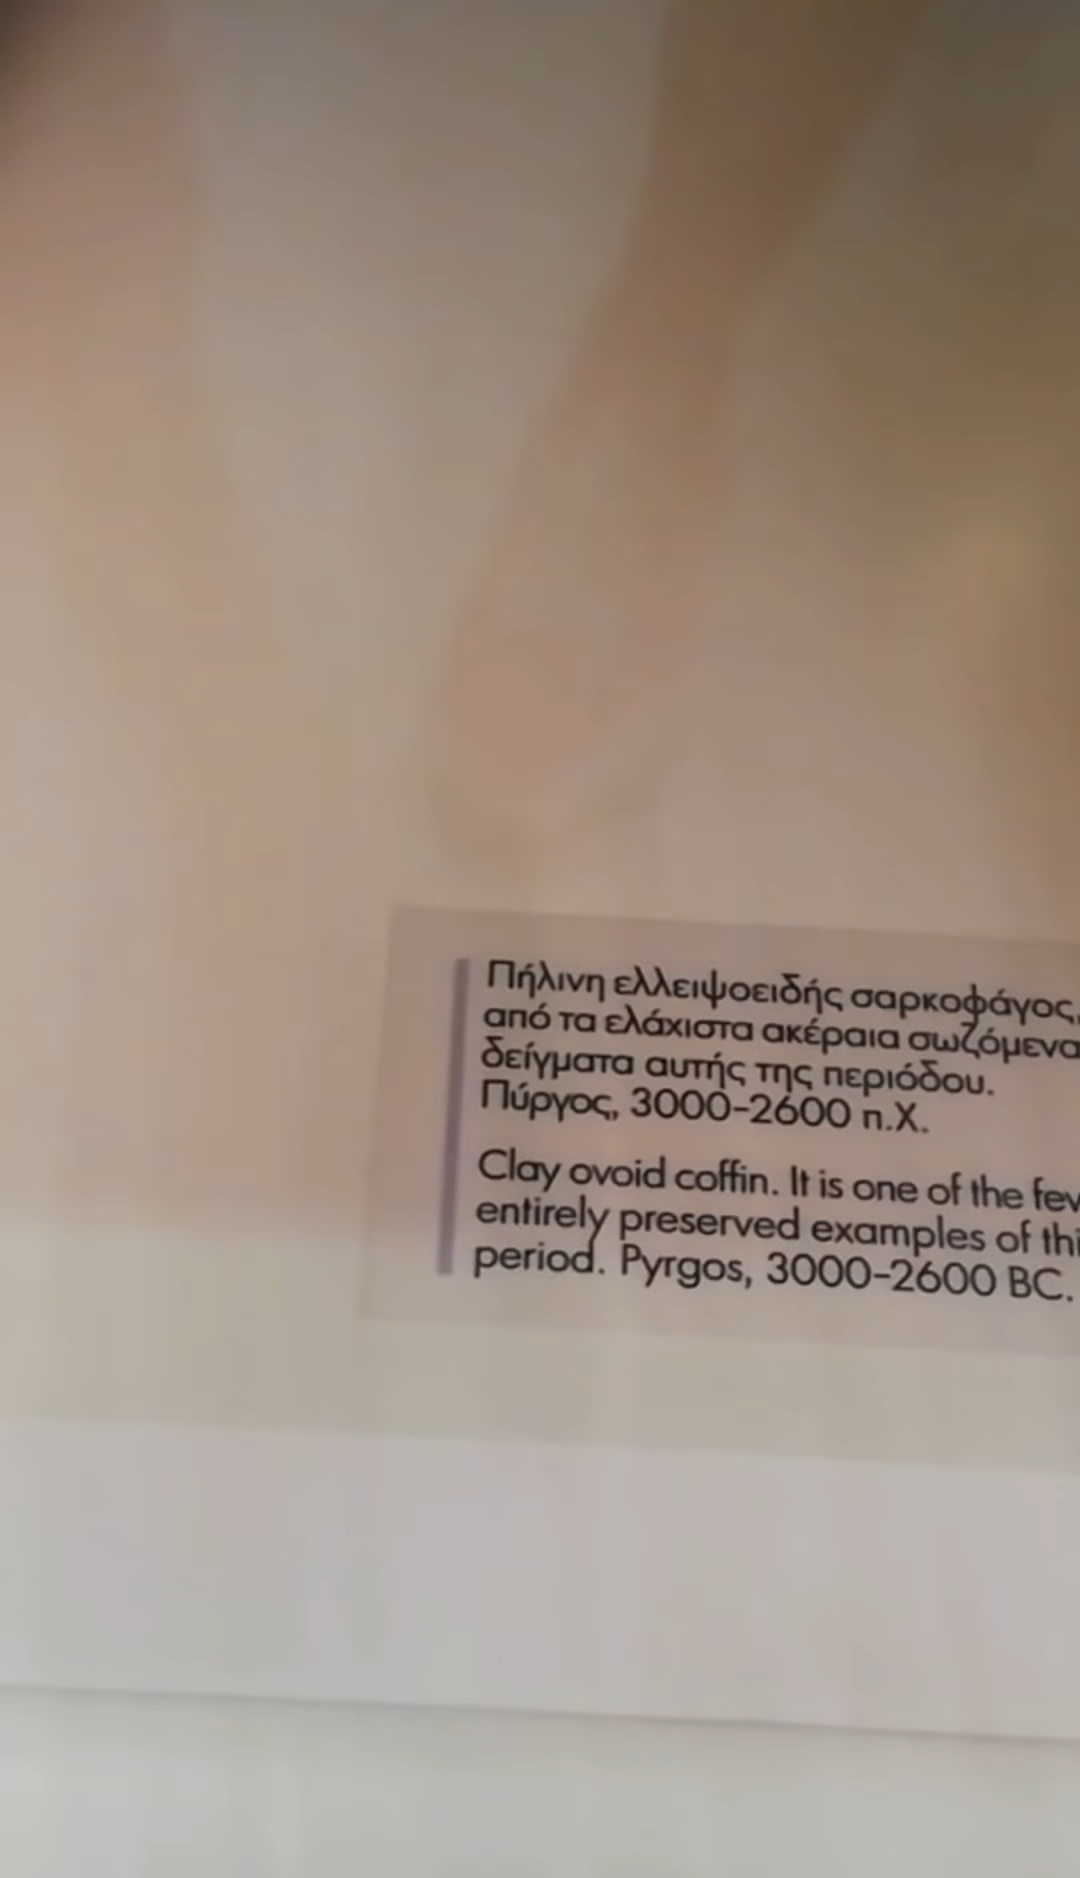 Πήλινη ελλειψοειδής σαρκοφάγος,
από τα ελάχιστα ακέραια σωζόμενα
δείγματα αυτής της περιόδου.
Πύργος, 3000-2600 π.Χ.
Clay ovoid coffin. It is one of the
entirely preserved examples of
period. Pyrgos, 3000-2600 BC.